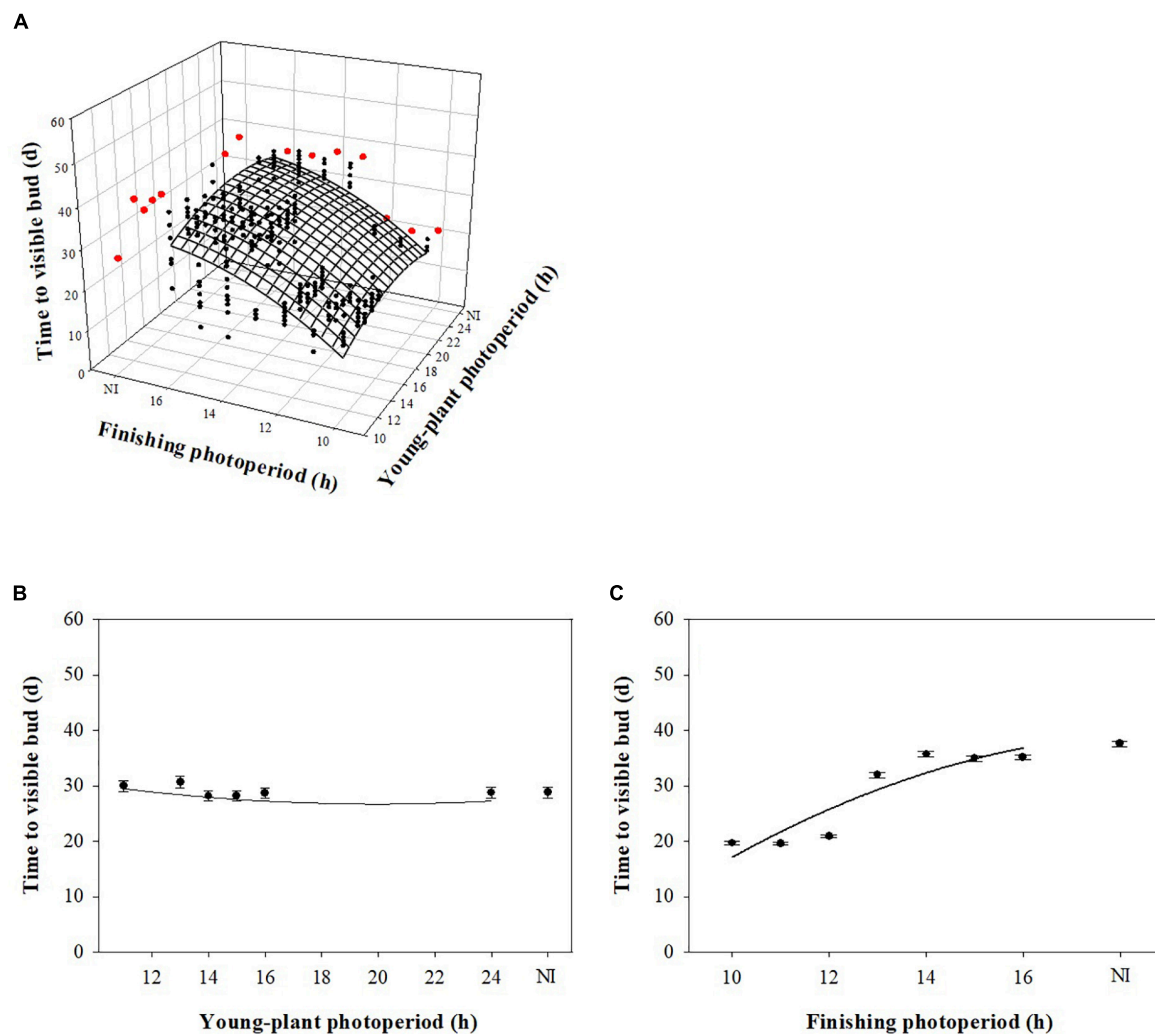 A
Time to visible bud (d)
60
50
40
30
20
10
0
NI
16
14
12
10
Finishing photoperiod (h)
10
12
14
16
18
20
22
24
NI
Young-plant photoperiod (h)
B
Time to visible bud (d)
60
50
40
30
20
10
0
12 14 16 18 20 22 24 NI
Young-plant photoperiod (h)
C
Time to visible bud (d)
60
50
40
30
20
10
0
10 12 14 16 NI
Finishing photoperiod (h)